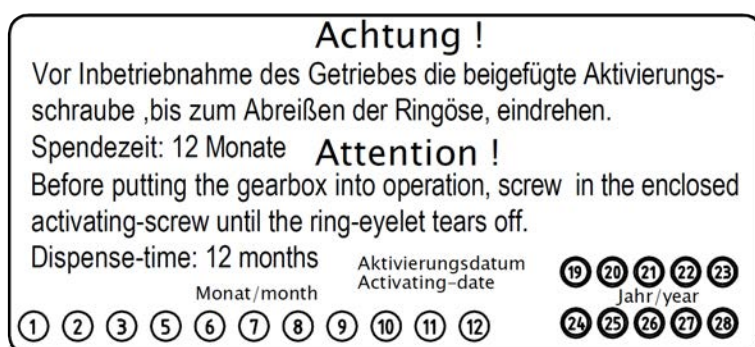 Achtung !
Vor Inbetriebnahme des Getriebes die beigefügte Aktivierungs-
schraube ,bis zum Abreißen der Ringöse, eindrehen.
Spendezeit: 12 Monate Attention !
Before putting the gearbox into operation, screw in the enclosed
activating-screw until the ring-eyelet tears off.
Dispense-time: 12 months
Aktivierungsdatum
Activating-date
19 20 21 22 23
Monat/month
Jahr/year
1 2 3 5 6 7 8 9 10 11 12
24 25 26 27 28